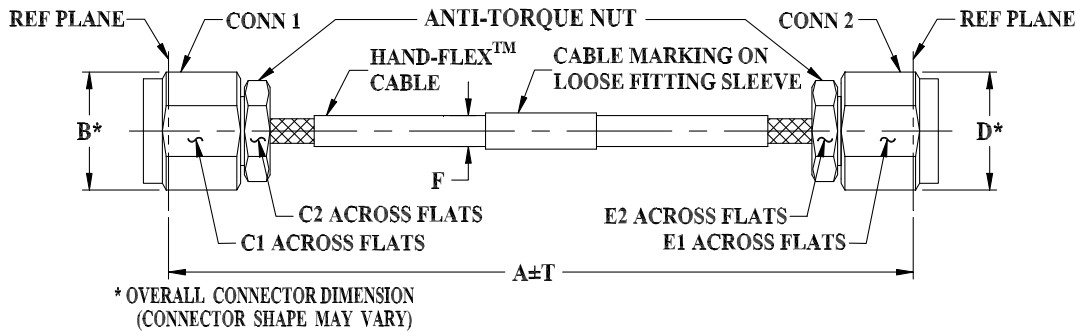 REF PLANE
CONN 1
ANTI-TORQUE NUT
CONN 2
REF PLANE
HAND-FLEX™
CABLE
CABLE MARKING ON
LOOSE FITTING SLEEVE
B*
D*
F
C2 ACROSS FLATS
E2 ACROSS FLATS
C1 ACROSS FLATS
E1 ACROSS FLATS
A±T
* OVERALL CONNECTOR DIMENSION
(CONNECTOR SHAPE MAY VARY)